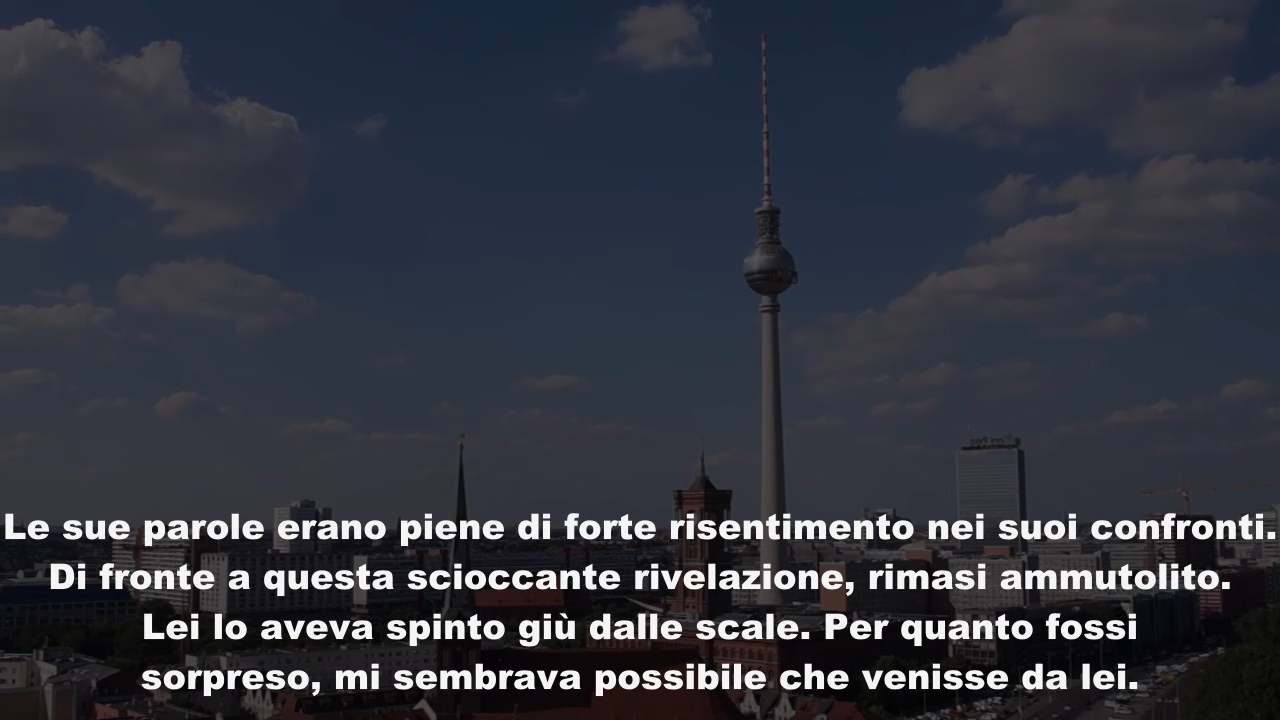 Le sue parole erano piene di forte risentimento nei suoi confronti.
Di fronte a questa scioccante rivelazione, rimasi ammutolito.
Lei lo aveva spinto giù dalle scale. Per quanto fossi
sorpreso, mi sembrava possibile che venisse da lei.